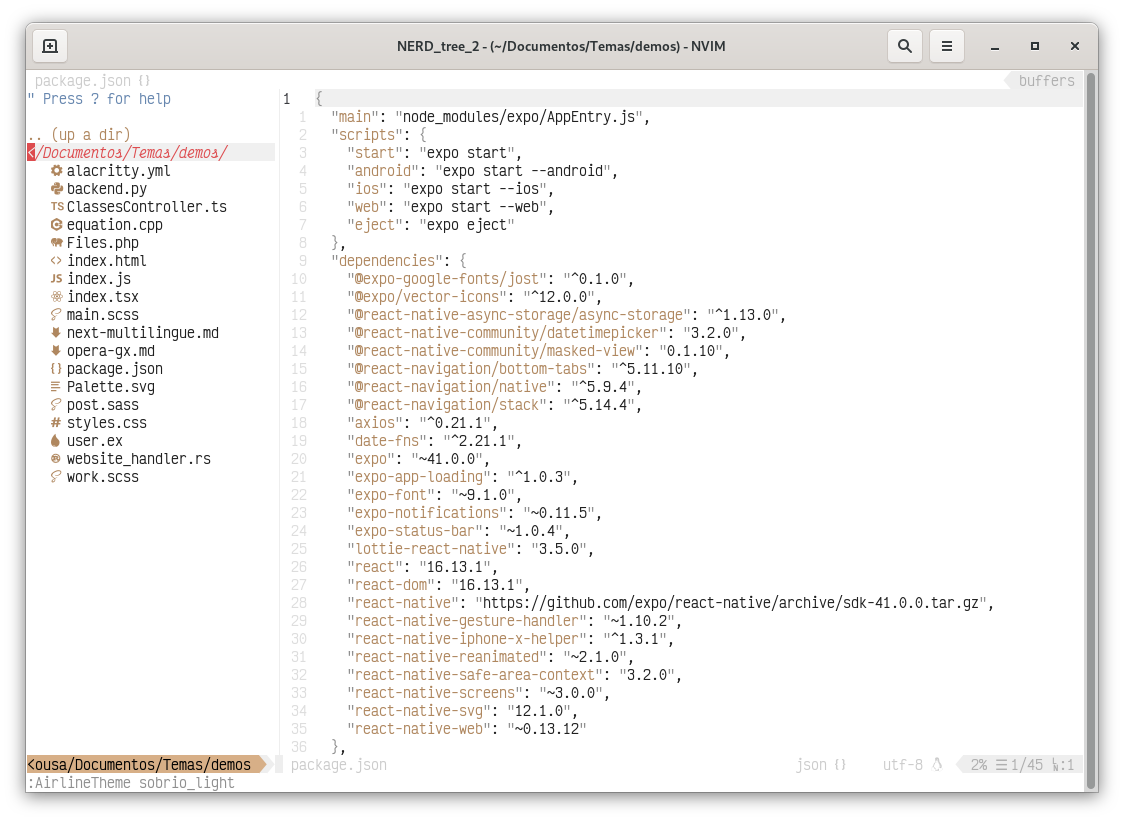 NERD_tree_2 - (~/Documentos/Temas/demos) - NVIM
package.json {}
buffers
" Press ? for help
.. (up a dir)
</Documentos/Temas/demos/
alacritty.yml
backend.py
TS ClassesController.ts
equation.cpp
Files.php
<> index.html
JS index.js
index.tsx
main.scss
next-multilingue.md
opera-gx.md
{} package.json
Palette.svg
post.sass
# styles.css
user.ex
website_handler.rs
work.scss
<ousa/Documentos/Temas/demos
1 {
1 "main": "node_modules/expo/AppEntry.js",
2 "scripts": {
3 "start": "expo start",
4 "android": "expo start --android",
5 "ios": "expo start --ios",
6 "web": "expo start --web",
7 "eject": "expo eject"
8 },
9 "dependencies": {
10 "@expo-google-fonts/jost": "^0.1.0",
11 "@expo/vector-icons": "^12.0.0",
12 "@react-native-async-storage/async-storage": "^1.13.0",
13 "@react-native-community/datetimepicker": "3.2.0",
14 "@react-native-community/masked-view": "0.1.10",
15 "@react-navigation/bottom-tabs": "^5.11.10",
16 "@react-navigation/native": "^5.9.4",
17 "@react-navigation/stack": "^5.14.4",
18 "axios": "^0.21.1",
19 "date-fns": "^2.21.1",
20 "expo": "~41.0.0",
21 "expo-app-loading": "^1.0.3",
22 "expo-font": "~9.1.0",
23 "expo-notifications": "~0.11.5",
24 "expo-status-bar": "~1.0.4",
25 "lottie-react-native": "3.5.0",
26 "react": "16.13.1",
27 "react-dom": "16.13.1",
28 "react-native": "https://github.com/expo/react-native/archive/sdk-41.0.0.tar.gz",
29 "react-native-gesture-handler": "~1.10.2",
30 "react-native-iphone-x-helper": "^1.3.1",
31 "react-native-reanimated": "~2.1.0",
32 "react-native-safe-area-context": "3.2.0",
33 "react-native-screens": "~3.0.0",
34 "react-native-svg": "12.1.0",
35 "react-native-web": "~0.13.12"
36 },
package.json
json {} utf-8 2% ☰ 1/45 ㏑:1
:AirlineTheme sobrio_light